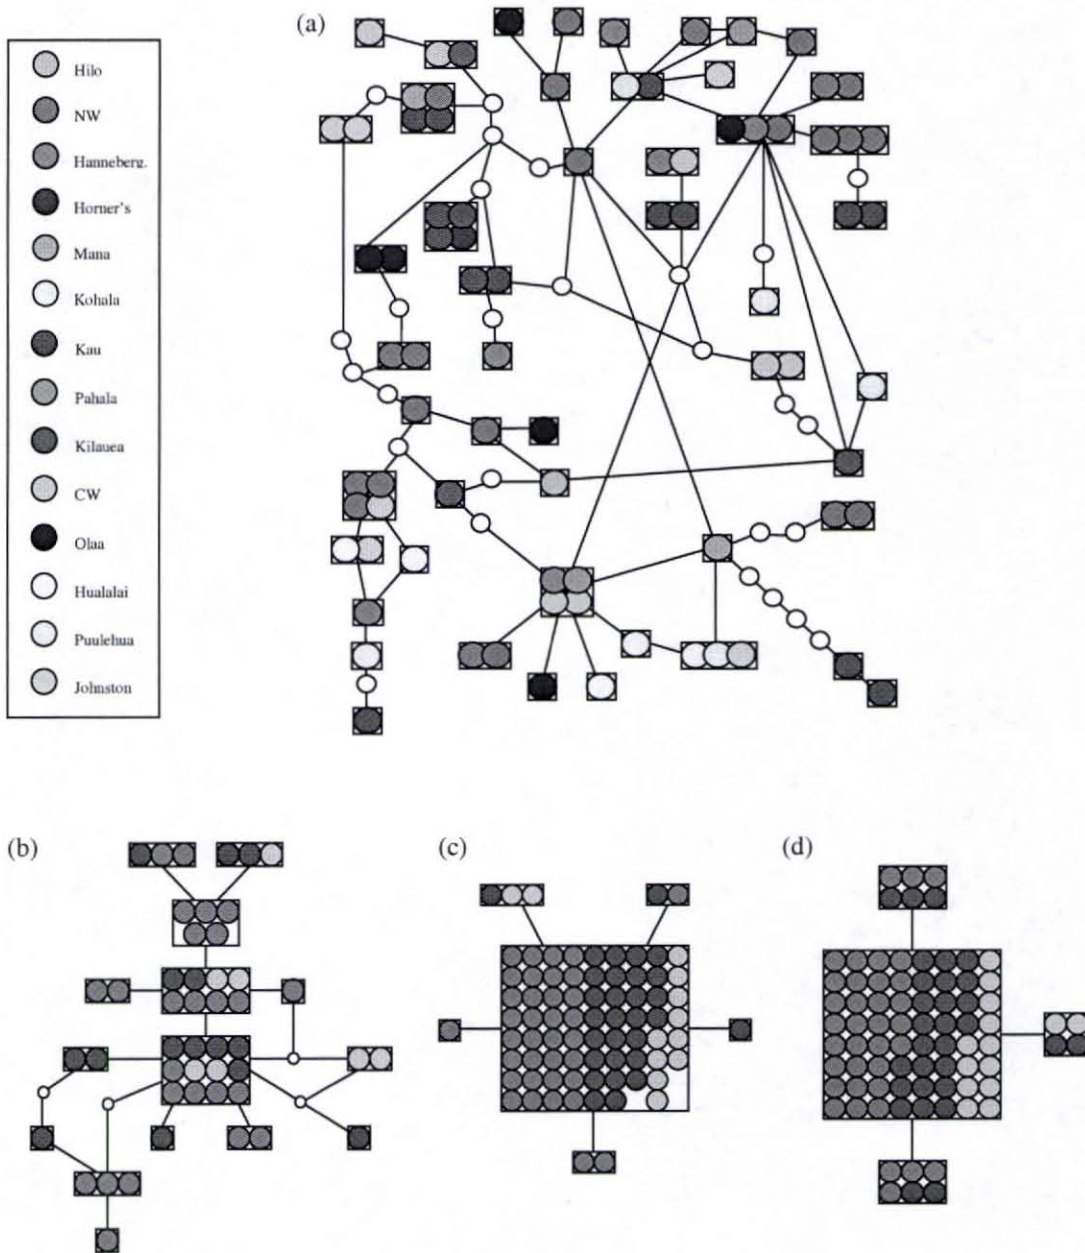 (a)
Hilo
NW
Hanneberg.
Horner's
Mana
Kohala
Kau
Pahala
Kilauea
CW
Olaa
Hualalai
Puulehua
Johnston
(b)
(c)
(d)